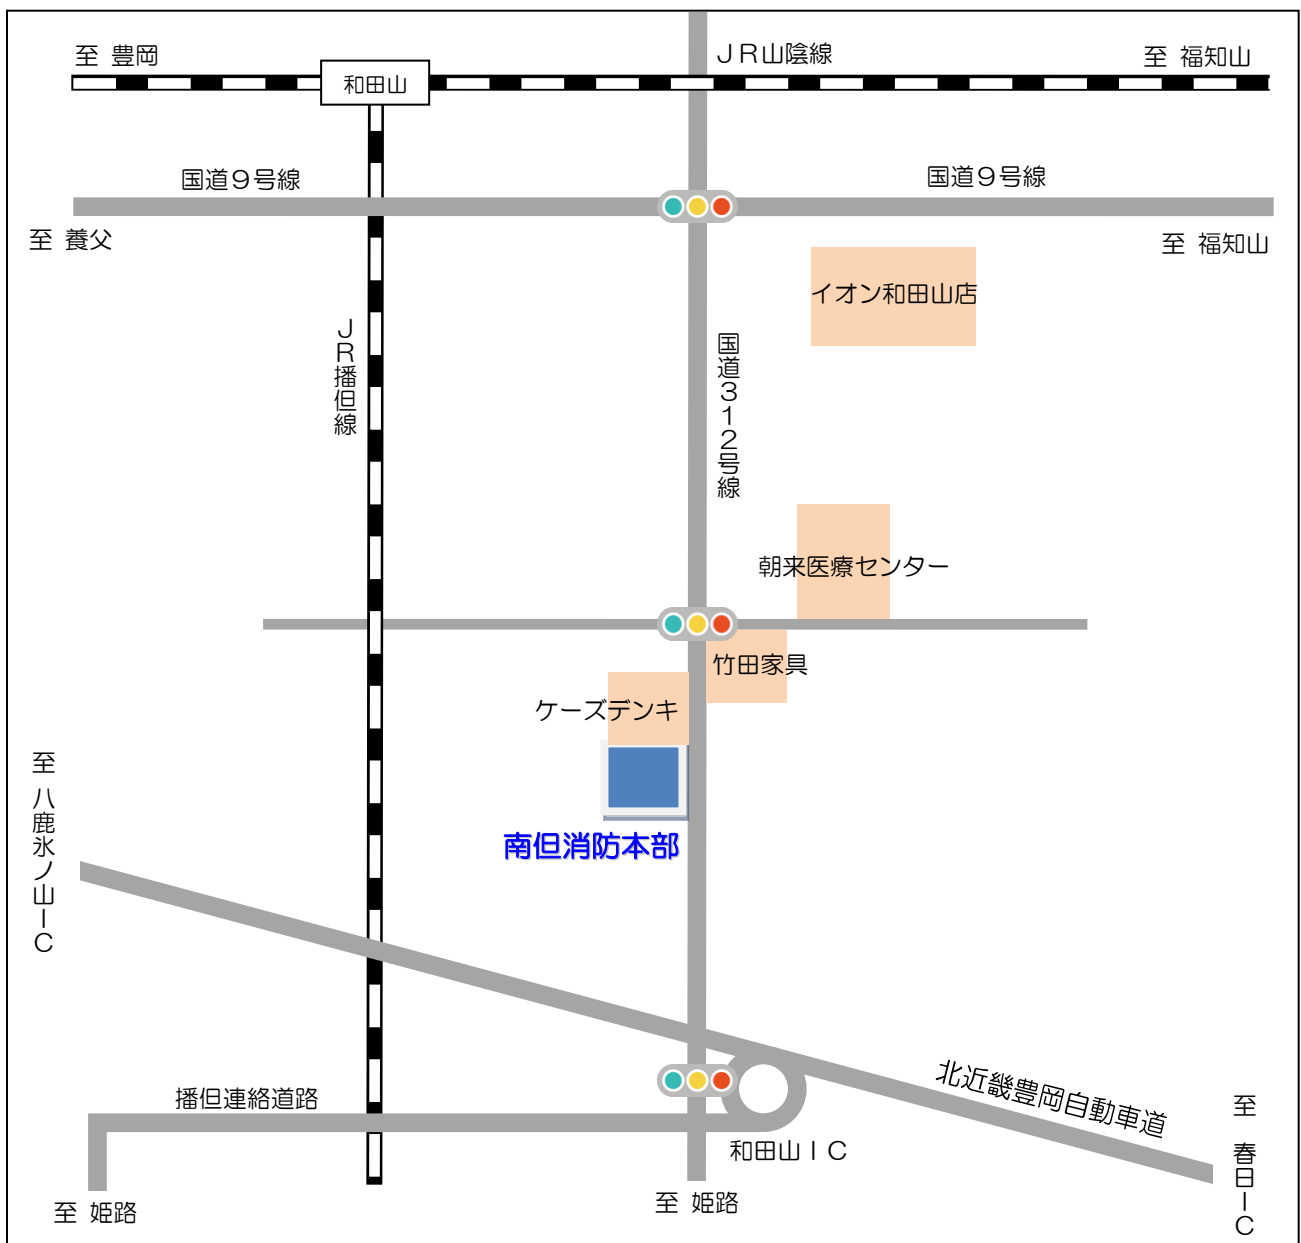 至 豊岡
JR山陰線
至 福知山
和田山
国道9号線
国道9号線
至 養父
至 福知山
イオン和田山店
JR播但線
国道312号線
朝来医療センター
竹田家具
ケーズデンキ
至 八鹿氷ノ山IC
南但消防本部
北近畿豊岡自動車道
播但連絡道路
至 春日IC
和田山IC
至 姫路
至 姫路